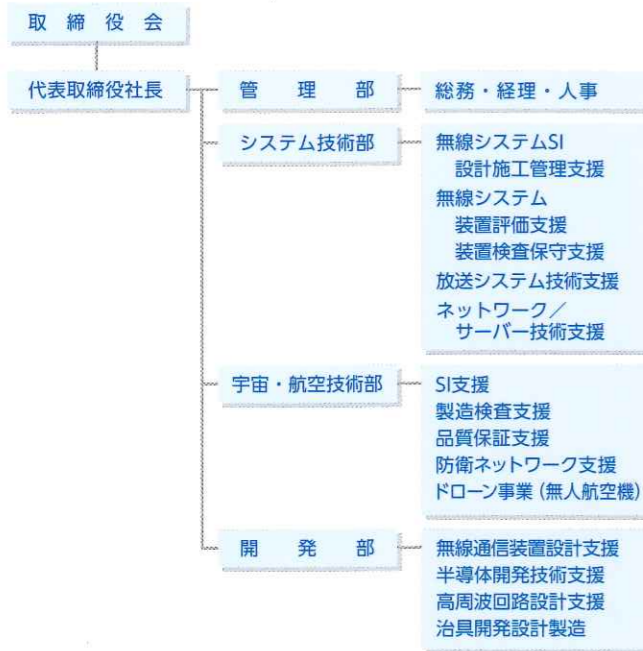 取締役会
代表取締役社長
管理部
総務・経理・人事
システム技術部
無線システムSI
設計施工管理支援
無線システム
装置評価支援
装置検査保守支援
放送システム技術支援
ネットワーク／
サーバー技術支援
宇宙・航空技術部
SI支援
製造検査支援
品質保証支援
防衛ネットワーク支援
ドローン事業(無人航空機)
開発部
無線通信装置設計支援
半導体開発技術支援
高周波回路設計支援
治具開発設計製造